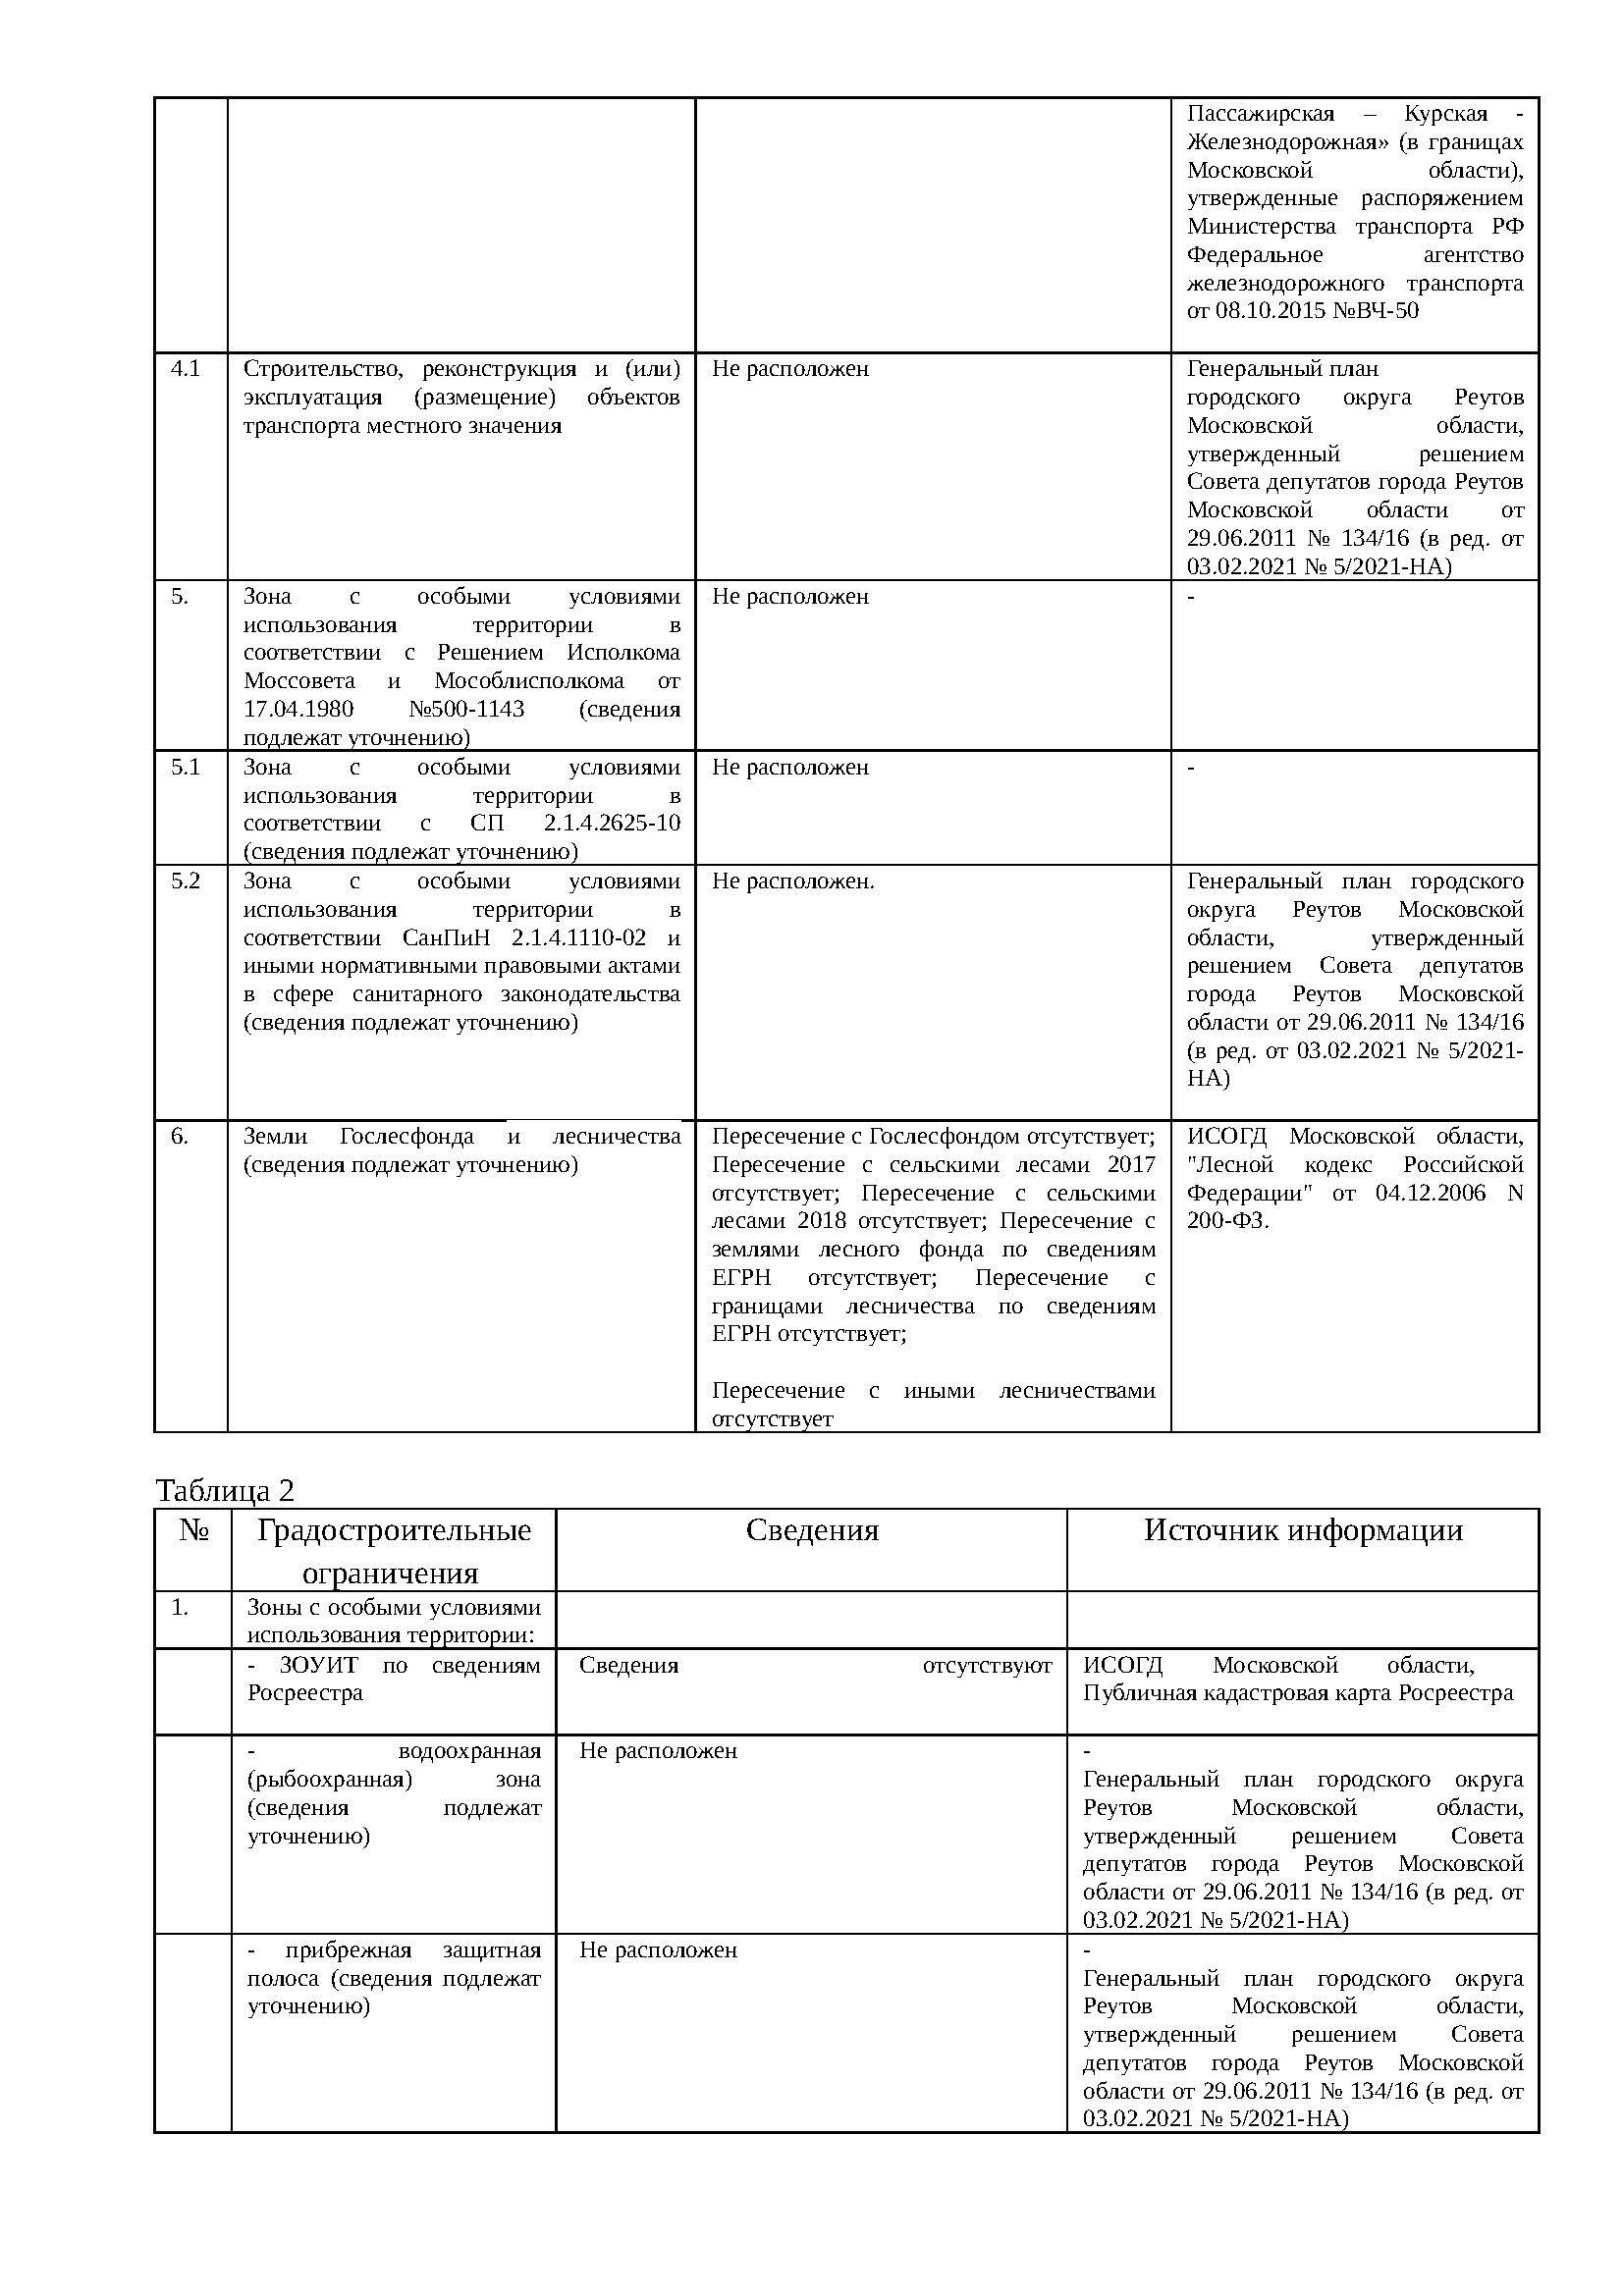 Пассажирская – Курская -
Железнодорожная» (в границах
Московской области),
утвержденные распоряжением
Министерства транспорта РФ
Федеральное агентство
железнодорожного транспорта
от 08.10.2015 №ВЧ-50
4.1
Строительство, реконструкция и (или)
эксплуатация (размещение) объектов
транспорта местного значения
Не расположен
Генеральный план
городского округа Реутов
Московской области,
утвержденный решением
Совета депутатов города Реутов
Московской области от
29.06.2011 № 134/16 (в ред. от
03.02.2021 № 5/2021-НА)
5.
Зона с особыми условиями
использования территории в
соответствии с Решением Исполкома
Моссовета и Мособлисполкома от
17.04.1980 №500-1143 (сведения
подлежат уточнению)
Не расположен
-
5.1
Зона с особыми условиями
использования территории в
соответствии с СП 2.1.4.2625-10
(сведения подлежат уточнению)
Не расположен
-
5.2
Зона с особыми условиями
использования территории в
соответствии СанПиН 2.1.4.1110-02 и
иными нормативными правовыми актами
в сфере санитарного законодательства
(сведения подлежат уточнению)
Не расположен.
Генеральный план городского
округа Реутов Московской
области, утвержденный
решением Совета депутатов
города Реутов Московской
области от 29.06.2011 № 134/16
(в ред. от 03.02.2021 № 5/2021-
НА)
6.
Земли Гослесфонда и лесничества
(сведения подлежат уточнению)
Пересечение с Гослесфондом отсутствует;
Пересечение с сельскими лесами 2017
отсутствует; Пересечение с сельскими
лесами 2018 отсутствует; Пересечение с
землями лесного фонда по сведениям
ЕГРН отсутствует; Пересечение с
границами лесничества по сведениям
ЕГРН отсутствует;
Пересечение с иными лесничествами
отсутствует
ИСОГД Московской области,
"Лесной кодекс Российской
Федерации" от 04.12.2006 N
200-ФЗ.
Таблица 2
№
Градостроительные
ограничения
Сведения
Источник информации
1.
Зоны с особыми условиями
использования территории:
- ЗОУИТ по сведениям
Росреестра
Сведения отсутствуют
ИСОГД Московской области,
Публичная кадастровая карта Росреестра
- водоохранная
(рыбоохранная) зона
(сведения подлежат
уточнению)
Не расположен
-
Генеральный план городского округа
Реутов Московской области,
утвержденный решением Совета
депутатов города Реутов Московской
области от 29.06.2011 № 134/16 (в ред. от
03.02.2021 № 5/2021-НА)
- прибрежная защитная
полоса (сведения подлежат
уточнению)
Не расположен
-
Генеральный план городского округа
Реутов Московской области,
утвержденный решением Совета
депутатов города Реутов Московской
области от 29.06.2011 № 134/16 (в ред. от
03.02.2021 № 5/2021-НА)